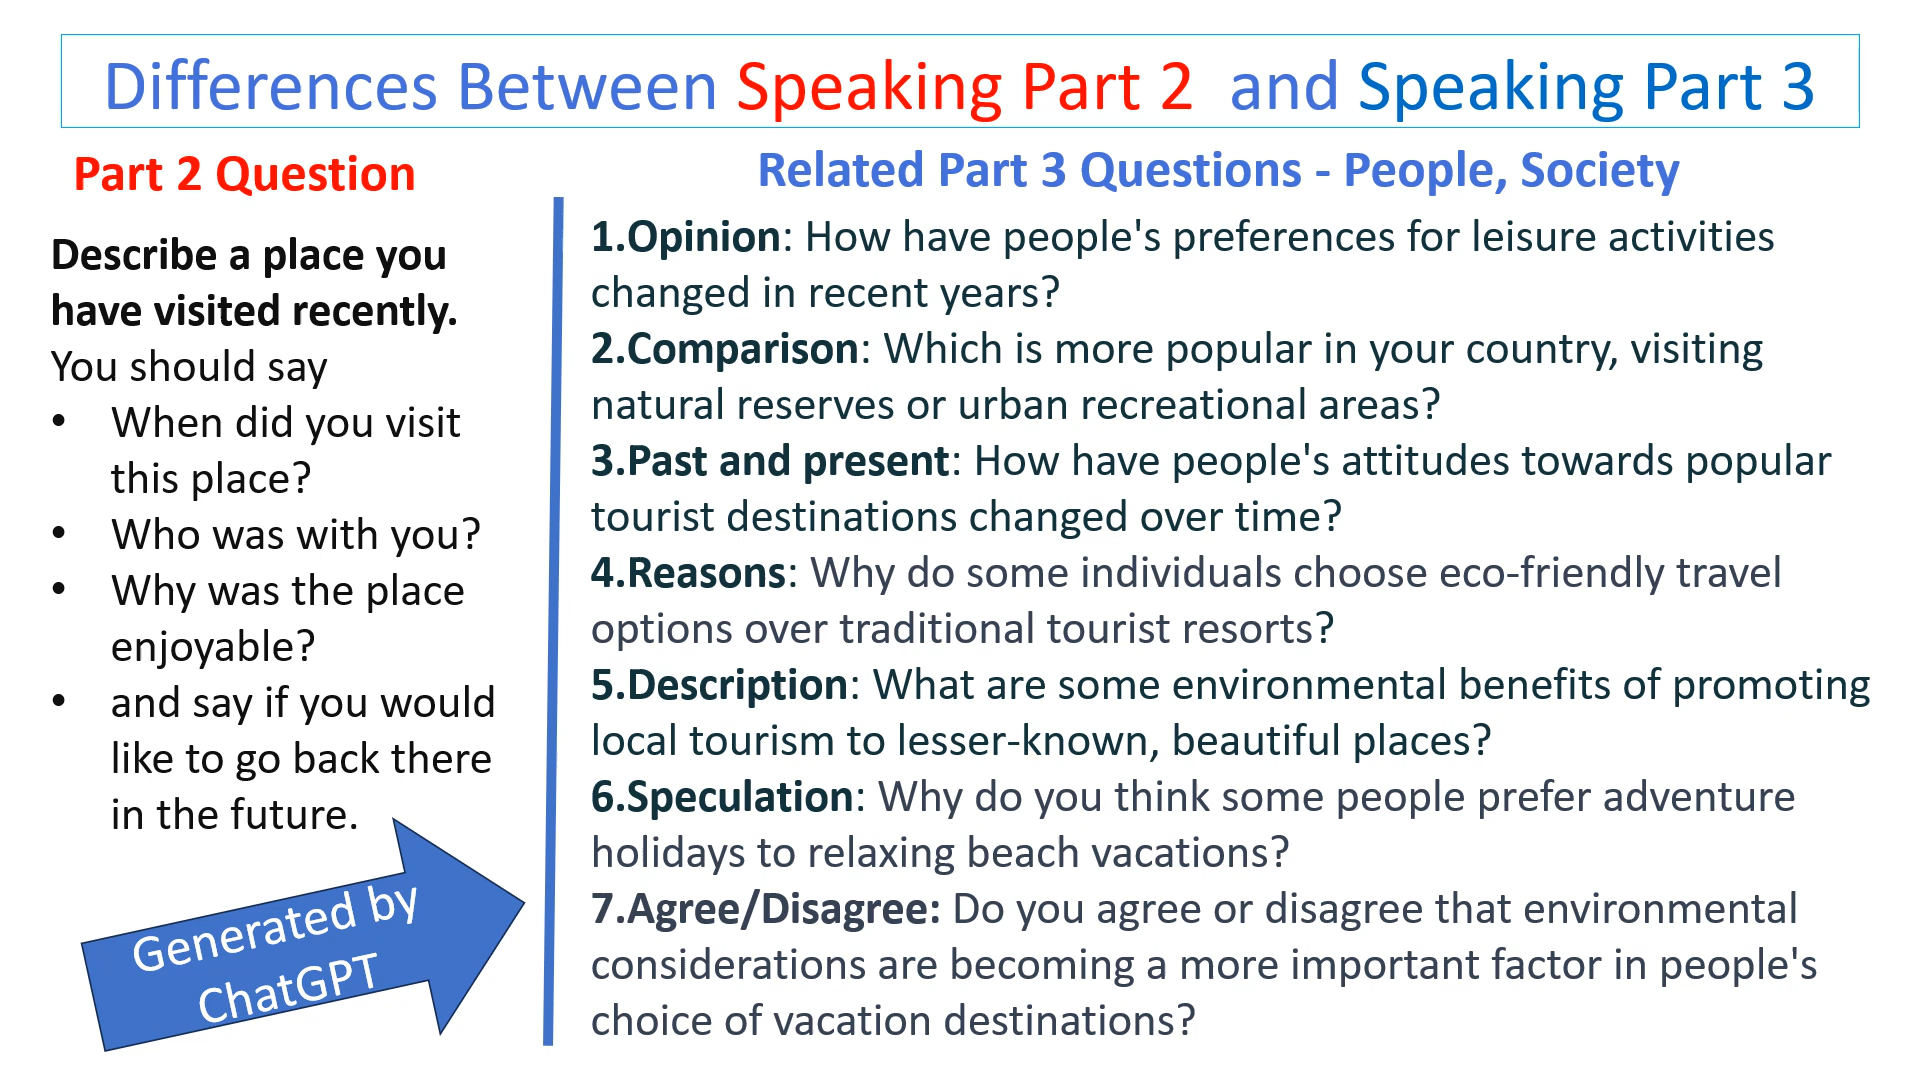 Differences Between Speaking Part 2 and Speaking Part 3
Part 2 Question
Describe a place you
have visited recently.
You should say
• When did you visit
this place?
• Who was with you?
• Why was the place
enjoyable?
• and say if you would
like to go back there
in the future.
Generated by
ChatGPT
Related Part 3 Questions - People, Society
1.Opinion: How have people's preferences for leisure activities
changed in recent years?
2.Comparison: Which is more popular in your country, visiting
natural reserves or urban recreational areas?
3.Past and present: How have people's attitudes towards popular
tourist destinations changed over time?
4.Reasons: Why do some individuals choose eco-friendly travel
options over traditional tourist resorts?
5.Description: What are some environmental benefits of promoting
local tourism to lesser-known, beautiful places?
6.Speculation: Why do you think some people prefer adventure
holidays to relaxing beach vacations?
7.Agree/Disagree: Do you agree or disagree that environmental
considerations are becoming a more important factor in people's
choice of vacation destinations?